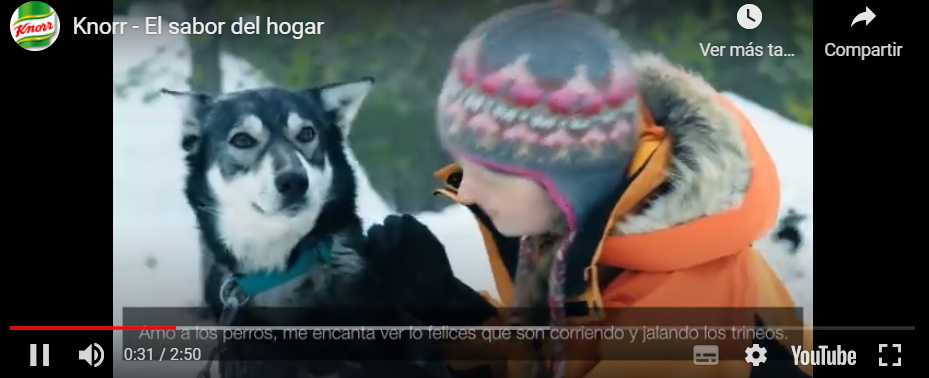 Knorr
Knorr - El sabor del hogar
Ver más ta...
Compartir
Amo a los perros, me encanta ver lo felices que son corriendo y jalando los trineos.
0:31 / 2:50
YouTube